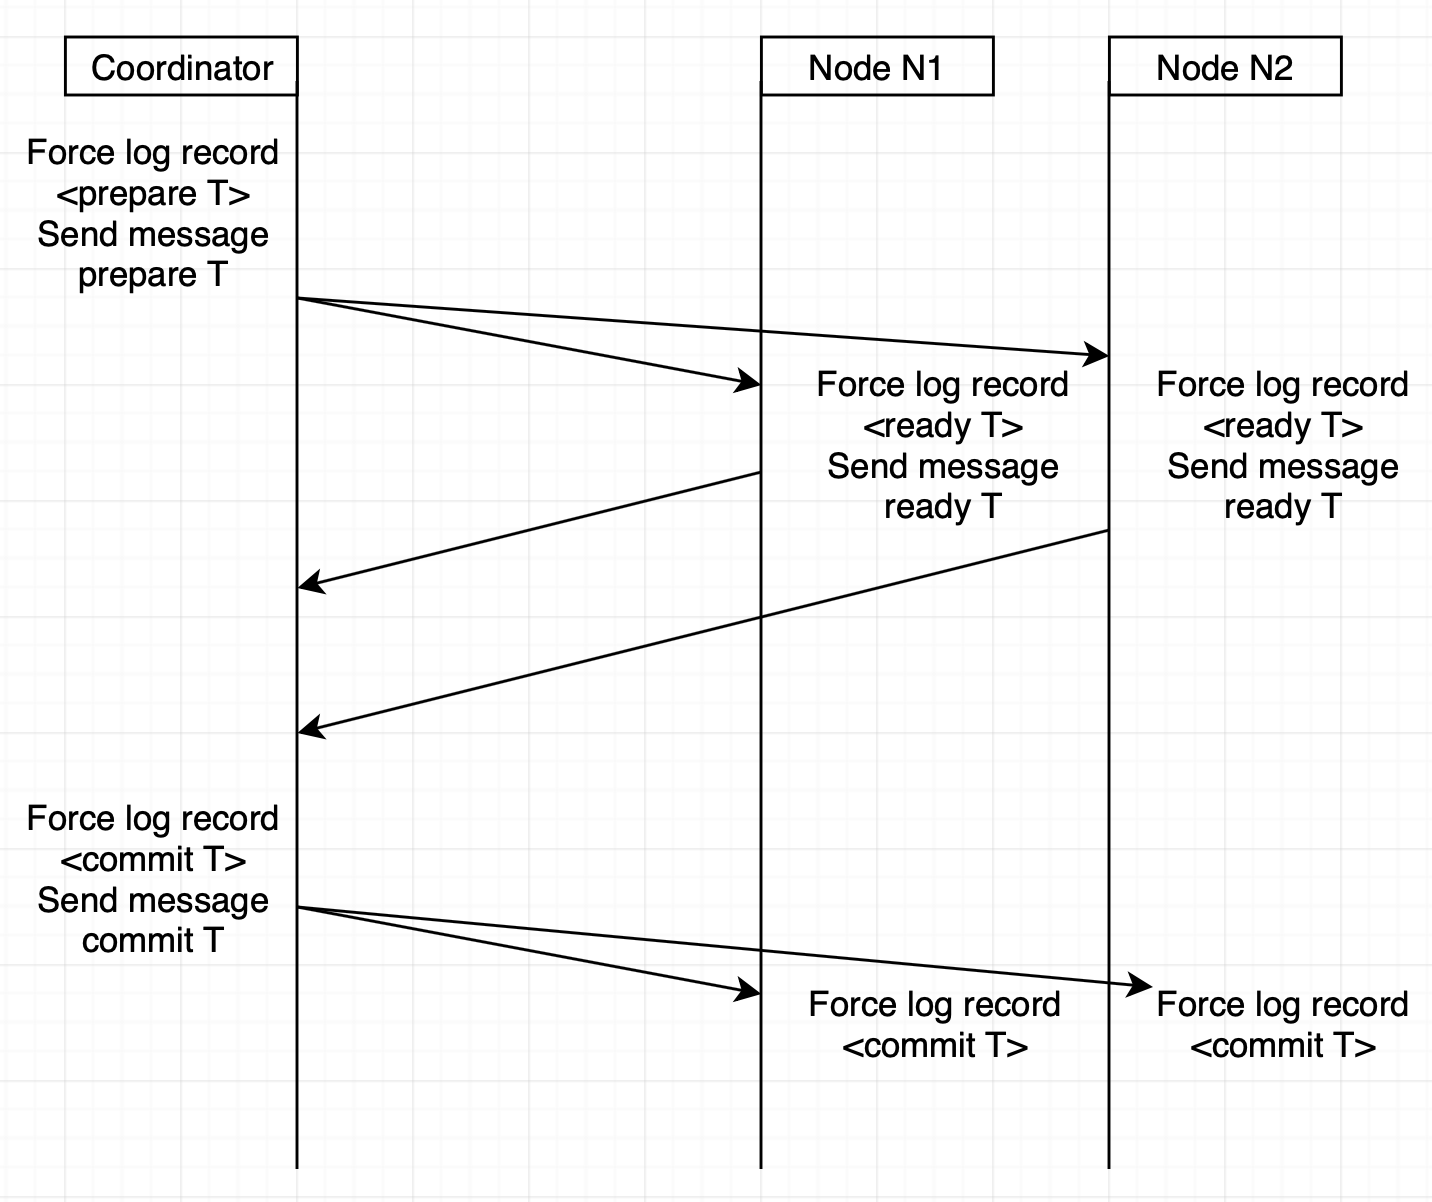 Coordinator
Node N1
Node N2
Force log record
<prepare T>
Send message
prepare T
Force log record
<ready T>
Send message
ready T
Force log record
<ready T>
Send message
ready T
Force log record
<commit T>
Send message
commit T
Force log record
<commit T>
Force log record
<commit T>